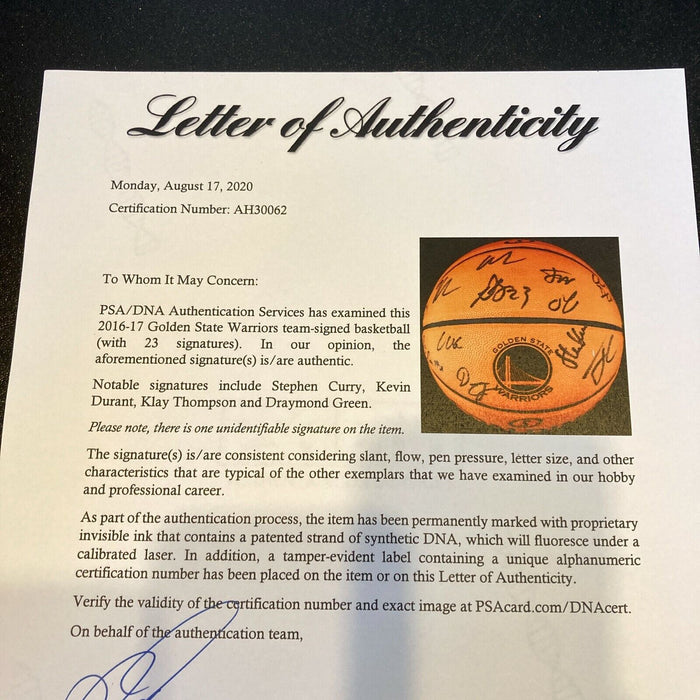 Letter of Authenticity
Monday, August 17, 2020
Certification Number: AH30062
To Whom It May Concern:
PSA/DNA Authentication Services has examined this
2016-17 Golden State Warriors team-signed basketball
(with 23 signatures). In our opinion, the
aforementioned signature(s) is/are authentic.
Notable signatures include Stephen Curry, Kevin
Durant, Klay Thompson and Draymond Green.
Please note, there is one unidentifiable signature on the item.
GOLDEN STATE
WARRIORS
The signature(s) is/are consistent considering slant, flow, pen pressure, letter size, and other
characteristics that are typical of the other exemplars that we have examined in our hobby
and professional career.
As part of the authentication process, the item has been permanently marked with proprietary
invisible ink that contains a patented strand of synthetic DNA, which will fluoresce under a
calibrated laser. In addition, a tamper-evident label containing a unique alphanumeric
certification number has been placed on the item or on this Letter of Authenticity.
Verify the validity of the certification number and exact image at PSAcard.com/DNAcert.
On behalf of the authentication team,